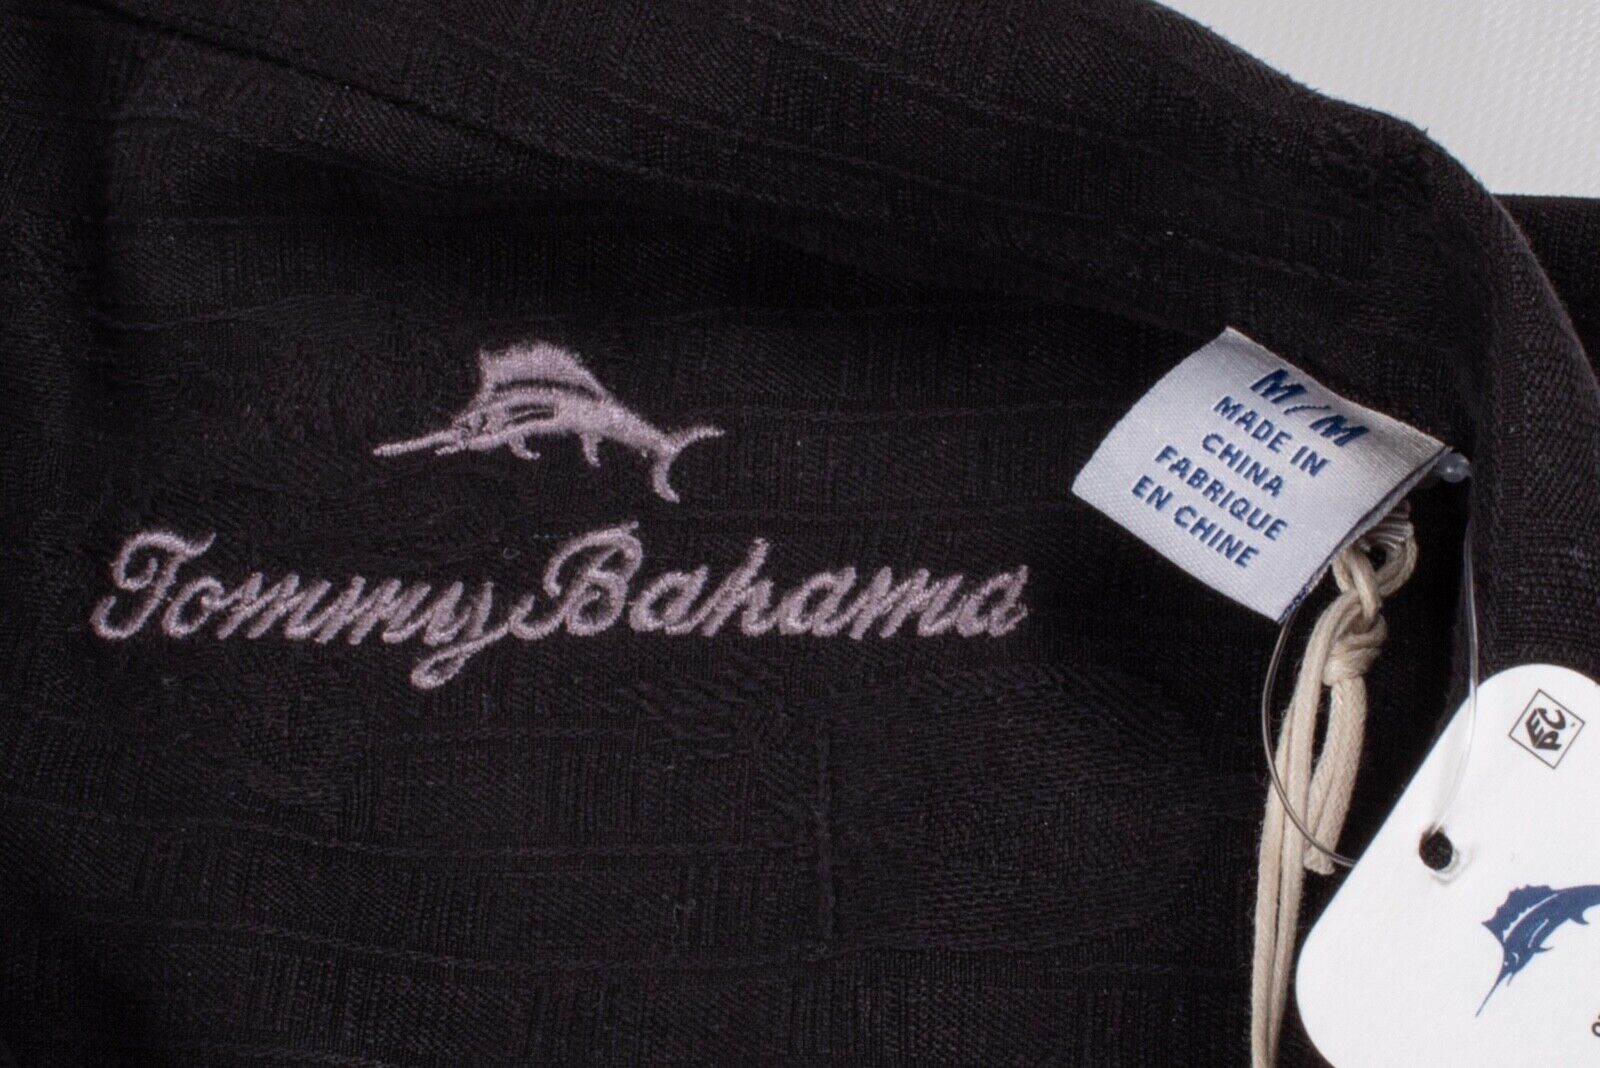 Tommy Bahama
M/M
MADE IN
CHINA
FABRIQUE
EN CHINE